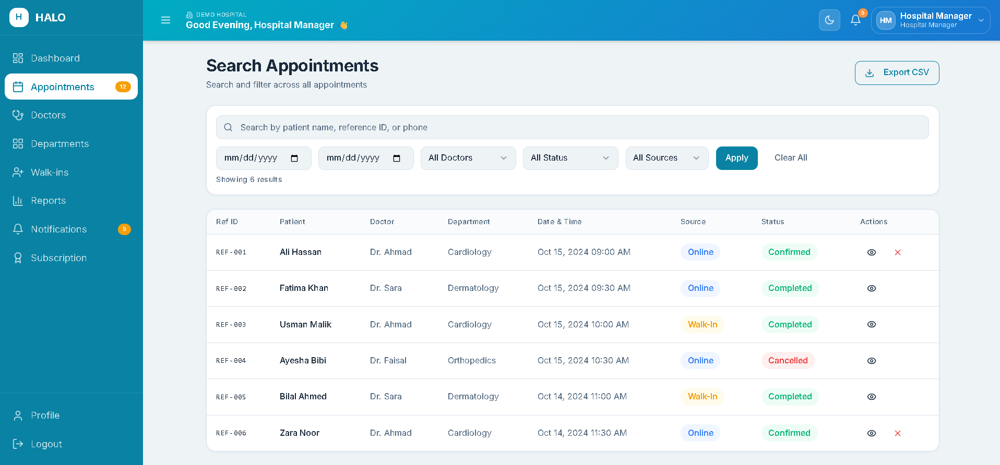 H HALO
Dashboard
Appointments 12
Doctors
Departments
Walk-ins
Reports
Notifications 5
Subscription
Profile
Logout
DEMO HOSPITAL
Good Evening, Hospital Manager 👋
5
HM
Hospital Manager
Hospital Manager
Search Appointments
Search and filter across all appointments
Export CSV
Search by patient name, reference ID, or phone
mm/dd/yyyy mm/dd/yyyy All Doctors All Status All Sources Apply Clear All
Showing 6 results
Ref ID Patient Doctor Department Date & Time Source Status Actions
REF-001 Ali Hassan Dr. Ahmad Cardiology Oct 15, 2024 09:00 AM Online Confirmed
REF-002 Fatima Khan Dr. Sara Dermatology Oct 15, 2024 09:30 AM Online Completed
REF-003 Usman Malik Dr. Ahmad Cardiology Oct 15, 2024 10:00 AM Walk-In Completed
REF-004 Ayesha Bibi Dr. Faisal Orthopedics Oct 15, 2024 10:30 AM Online Cancelled
REF-005 Bilal Ahmed Dr. Sara Dermatology Oct 14, 2024 11:00 AM Walk-In Completed
REF-006 Zara Noor Dr. Ahmad Cardiology Oct 14, 2024 11:30 AM Online Confirmed